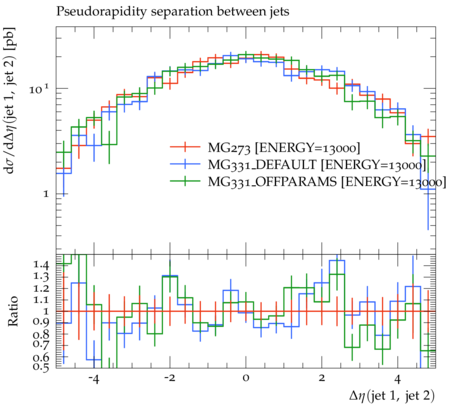 Pseudorapidity separation between jets
dσ/dΔη(jet 1, jet 2) [pb]
10¹
1
MG273 [ENERGY=13000]
MG331_DEFAULT [ENERGY=13000]
MG331_OFFPARAMS [ENERGY=13000]
Ratio
1.4
1.3
1.2
1.1
1
0.9
0.8
0.7
0.6
0.5
-4 -2 0 2 4
Δη(jet 1, jet 2)